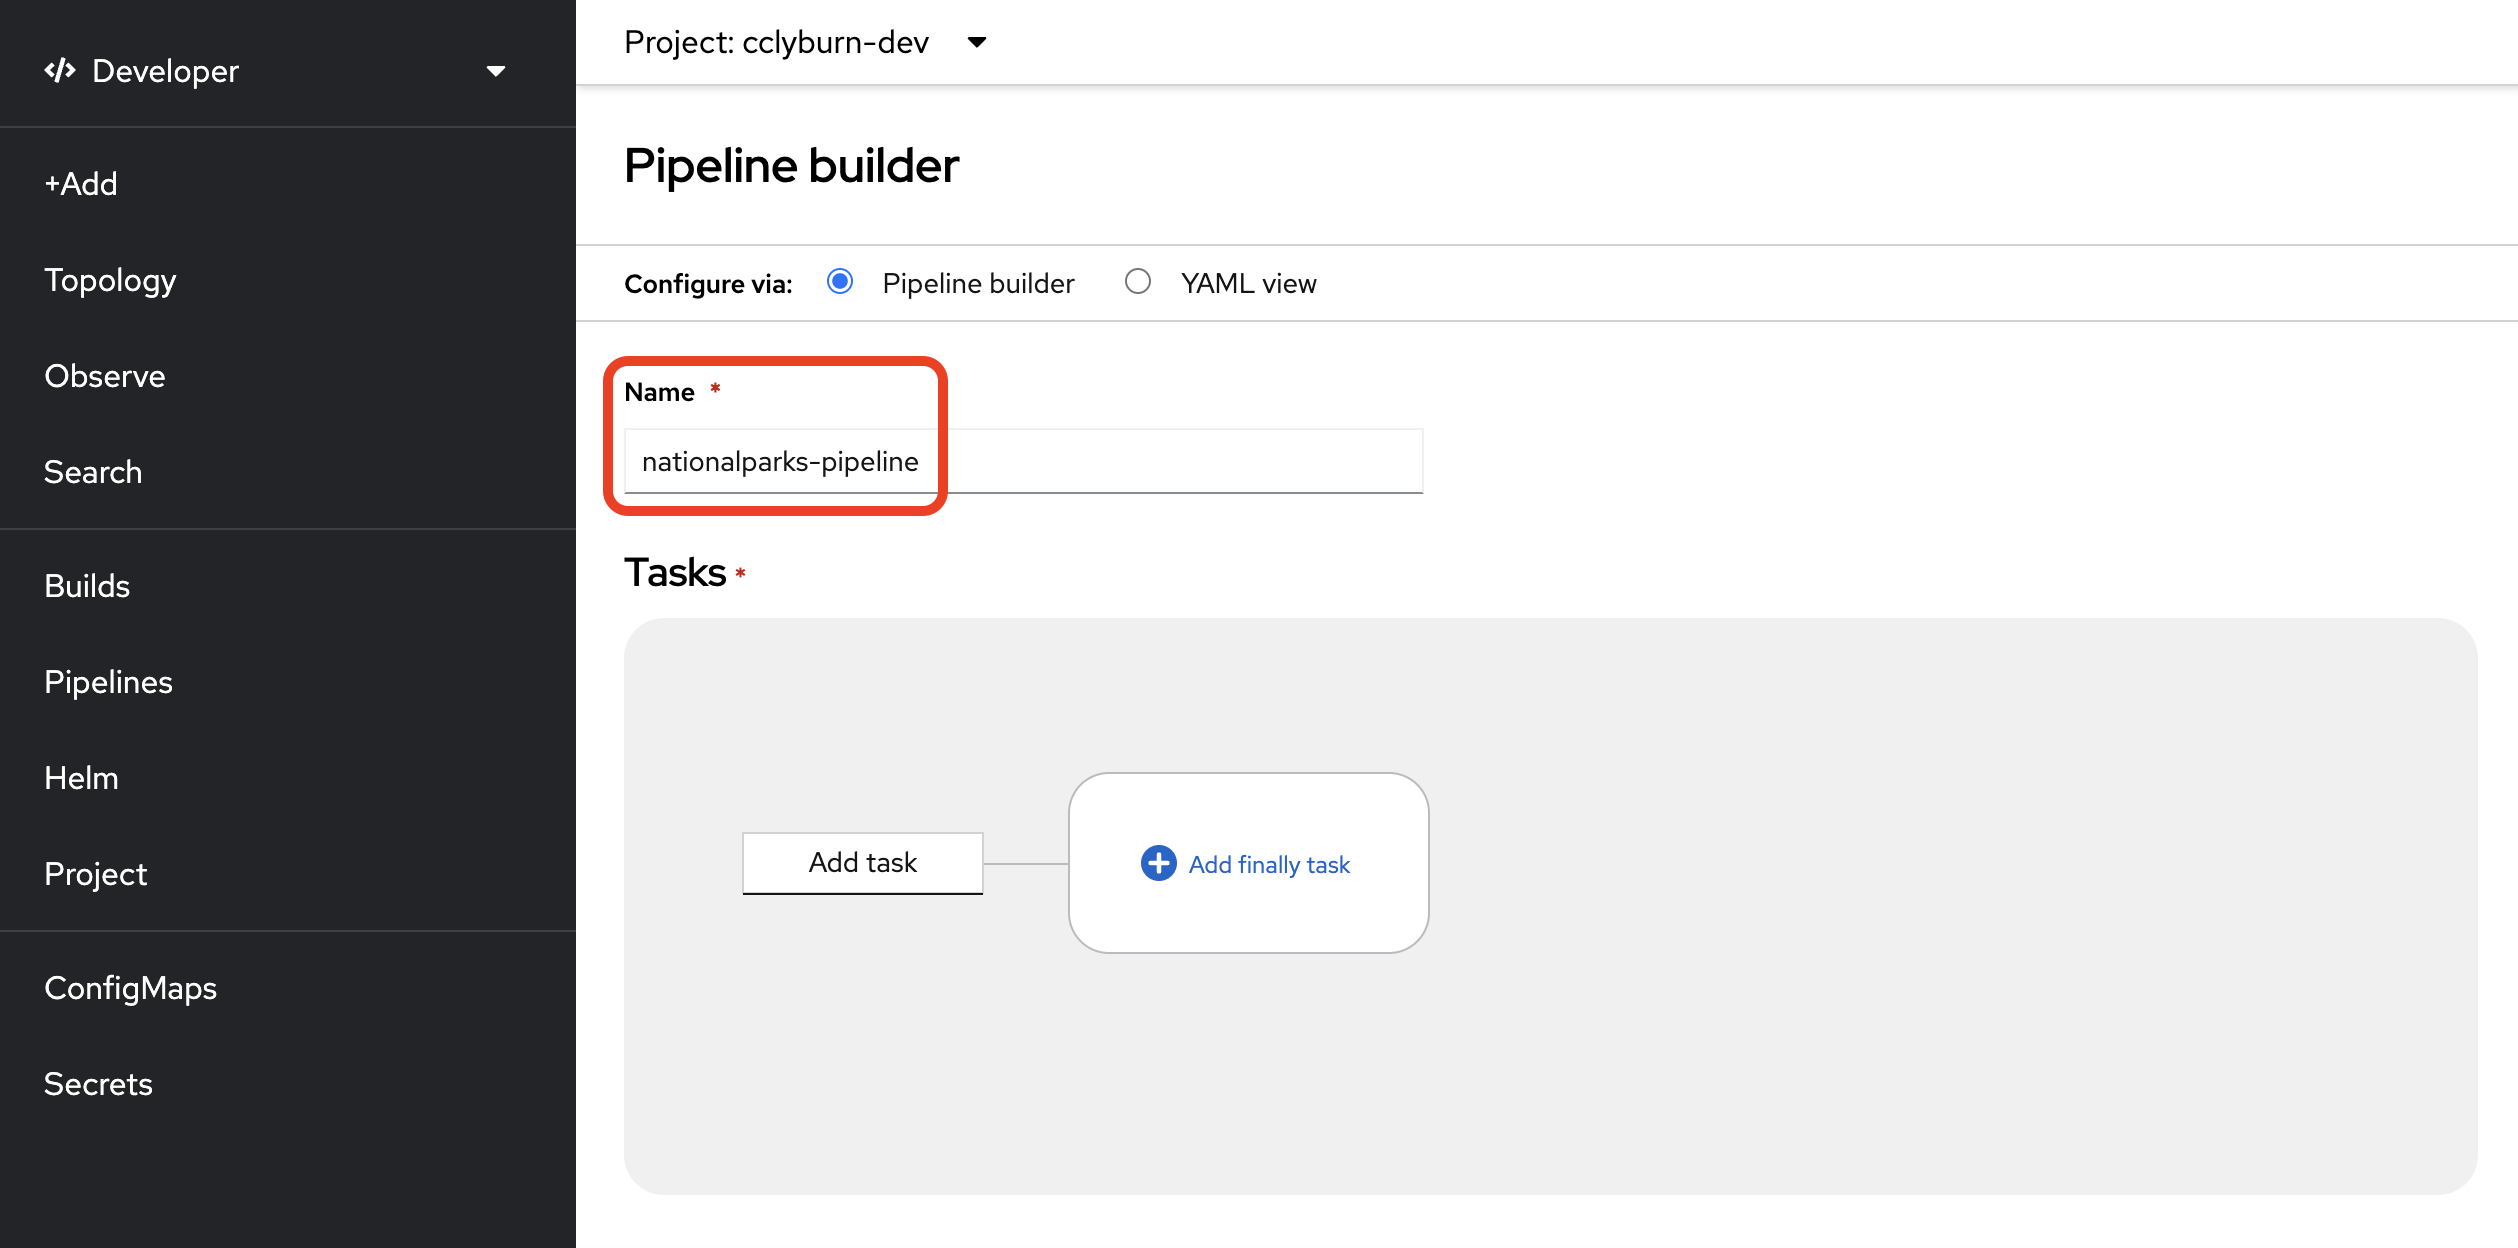 Developer
+Add
Topology
Observe
Search
Builds
Pipelines
Helm
Project
ConfigMaps
Secrets
Project: cclyburn-dev
Pipeline builder
Configure via: Pipeline builder YAML view
Name *
nationalparks-pipeline
Tasks *
Add task
Add finally task